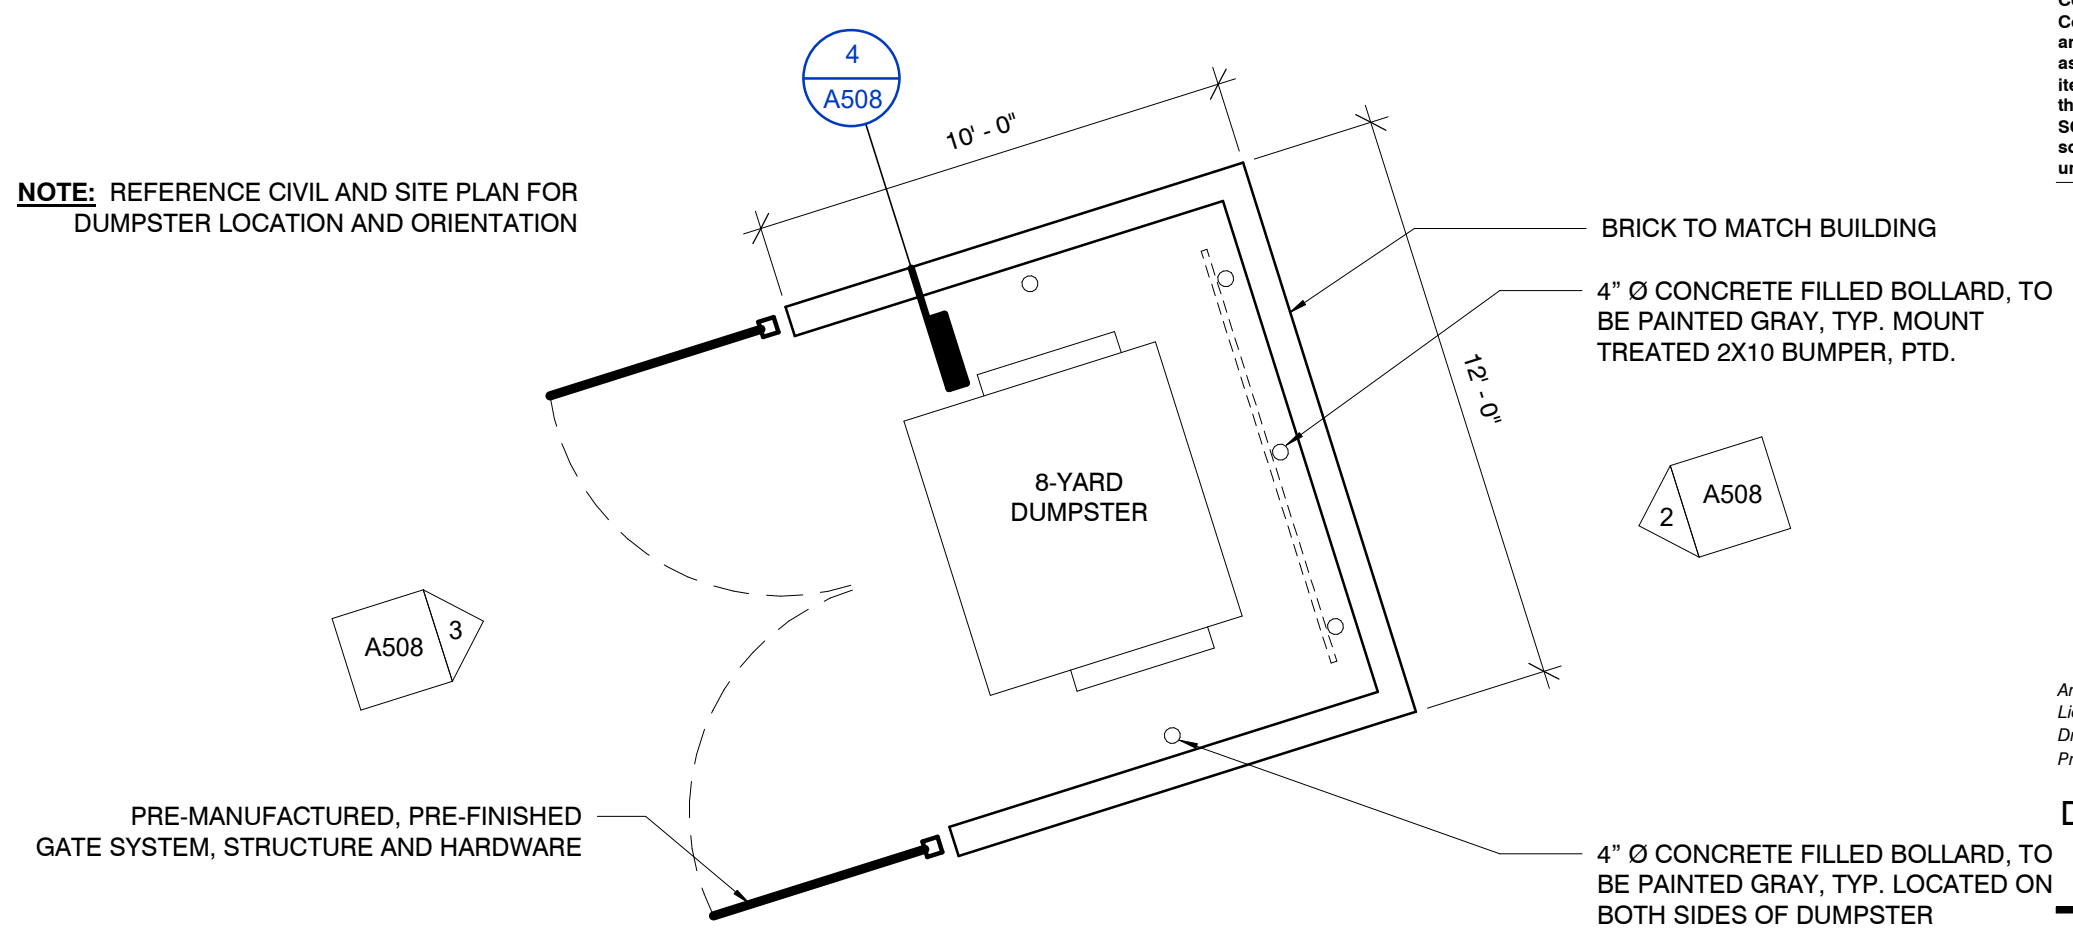 4
A508
10' - 0"
NOTE: REFERENCE CIVIL AND SITE PLAN FOR
DUMPSTER LOCATION AND ORIENTATION
BRICK TO MATCH BUILDING
4” Ø CONCRETE FILLED BOLLARD, TO
BE PAINTED GRAY, TYP. MOUNT
TREATED 2X10 BUMPER, PTD.
12' - 0"
8-YARD
DUMPSTER
2
A508
A508
3
PRE-MANUFACTURED, PRE-FINISHED
GATE SYSTEM, STRUCTURE AND HARDWARE
4” Ø CONCRETE FILLED BOLLARD, TO
BE PAINTED GRAY, TYP. LOCATED ON
BOTH SIDES OF DUMPSTER